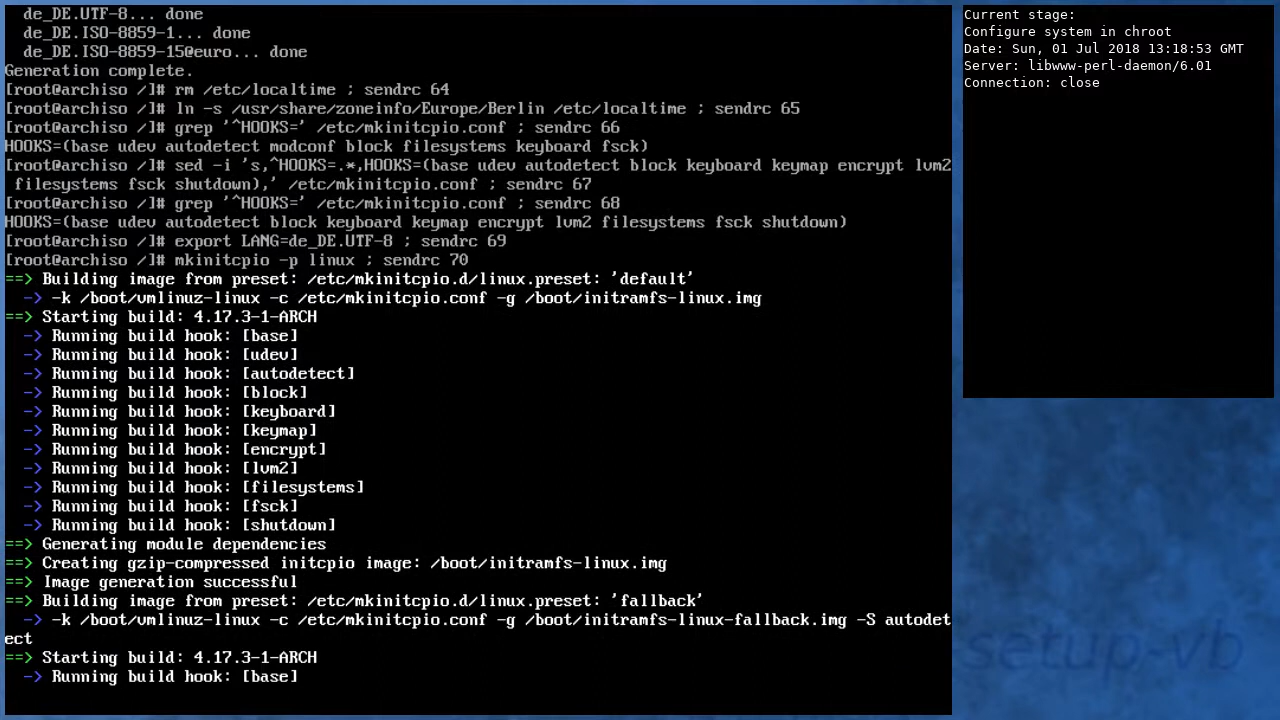 de_DE.UTF-8... done
de_DE.ISO-8859-1... done
de_DE.ISO-8859-15@euro... done
Generation complete.
[root@archiso /]# rm /etc/localtime ; sendrc 64
[root@archiso /]# ln -s /usr/share/zoneinfo/Europe/Berlin /etc/localtime ; sendrc 65
[root@archiso /]# grep '^HOOKS=' /etc/mkinitcpio.conf ; sendrc 66
HOOKS=(base udev autodetect modconf block filesystems keyboard fsck)
[root@archiso /]# sed -i 's,^HOOKS=.*,HOOKS=(base udev autodetect block keyboard keymap encrypt lvm2
 filesystems fsck shutdown),' /etc/mkinitcpio.conf ; sendrc 67
[root@archiso /]# grep '^HOOKS=' /etc/mkinitcpio.conf ; sendrc 68
HOOKS=(base udev autodetect block keyboard keymap encrypt lvm2 filesystems fsck shutdown)
[root@archiso /]# export LANG=de_DE.UTF-8 ; sendrc 69
[root@archiso /]# mkinitcpio -p linux ; sendrc 70
==> Building image from preset: /etc/mkinitcpio.d/linux.preset: 'default'
  -> -k /boot/vmlinuz-linux -c /etc/mkinitcpio.conf -g /boot/initramfs-linux.img
==> Starting build: 4.17.3-1-ARCH
  -> Running build hook: [base]
  -> Running build hook: [udev]
  -> Running build hook: [autodetect]
  -> Running build hook: [block]
  -> Running build hook: [keyboard]
  -> Running build hook: [keymap]
  -> Running build hook: [encrypt]
  -> Running build hook: [lvm2]
  -> Running build hook: [filesystems]
  -> Running build hook: [fsck]
  -> Running build hook: [shutdown]
==> Generating module dependencies
==> Creating gzip-compressed initcpio image: /boot/initramfs-linux.img
==> Image generation successful
==> Building image from preset: /etc/mkinitcpio.d/linux.preset: 'fallback'
  -> -k /boot/vmlinuz-linux -c /etc/mkinitcpio.conf -g /boot/initramfs-linux-fallback.img -S autodet
ect
==> Starting build: 4.17.3-1-ARCH
  -> Running build hook: [base]
Current stage:
Configure system in chroot
Date: Sun, 01 Jul 2018 13:18:53 GMT
Server: libwww-perl-daemon/6.01
Connection: close
setup-vb